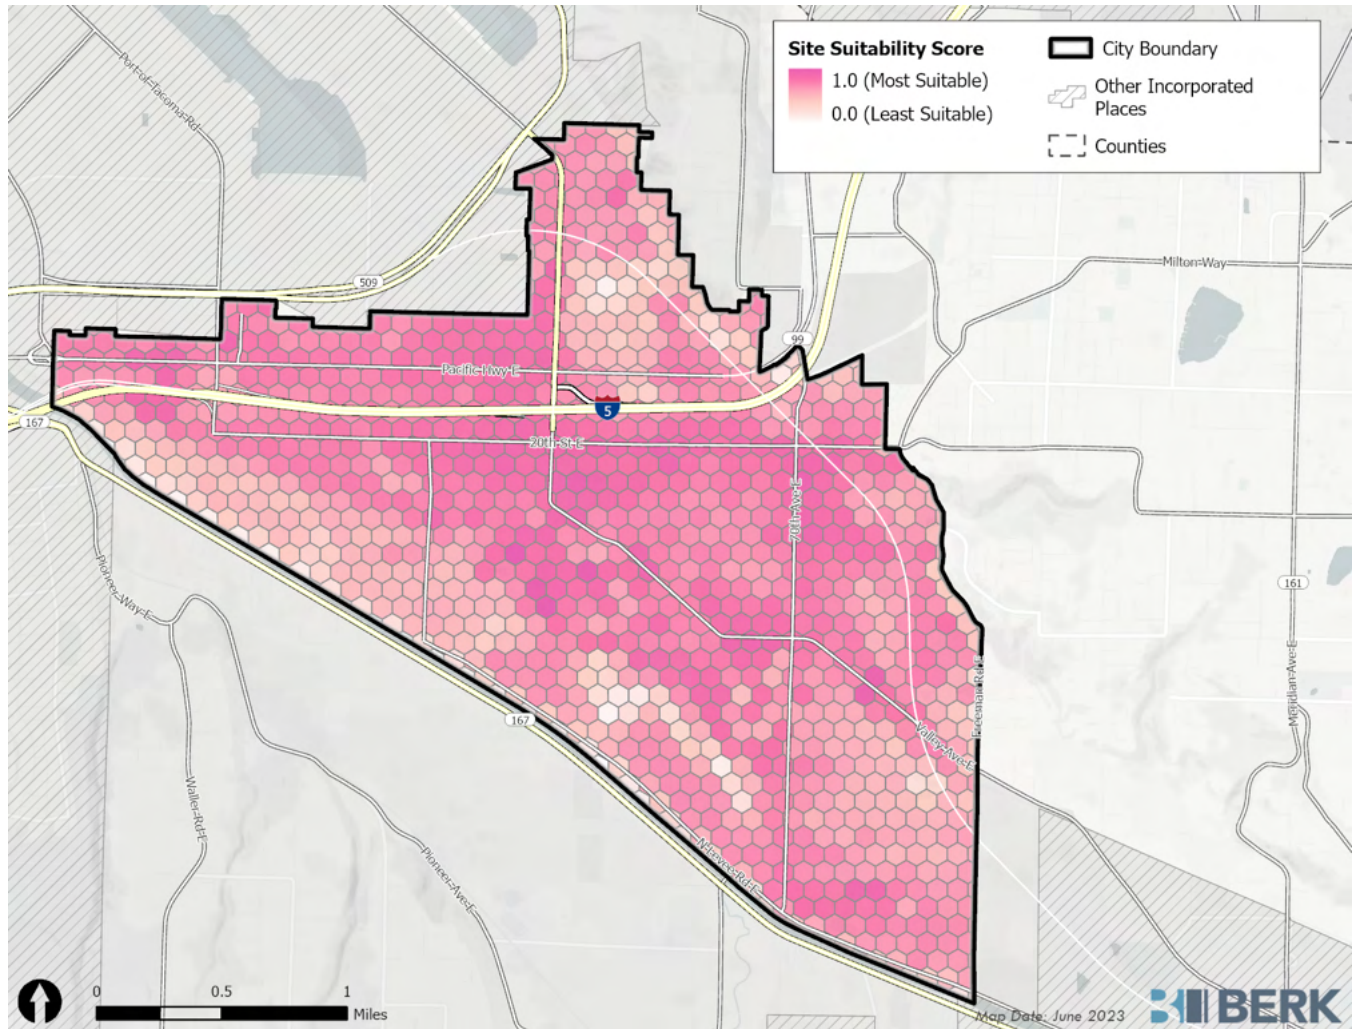 Site Suitability Score
1.0 (Most Suitable)
0.0 (Least Suitable)
City Boundary
Other Incorporated
Places
Counties
Port-of-Tacoma-Rd
509
Milton-Way
99
Pacific Hwy-E
5
167
20th-St-E
70th-Ave-E
161
Pioneer-Way-E
Freeman-Rd-E
Meridian-Ave-E
167
Valley-Ave-E
Waller-Rd-E
Pioneer-Ave-E
N-Levee-Rd-E
0 0.5 1
Miles
Map Date: June 2023
BERK